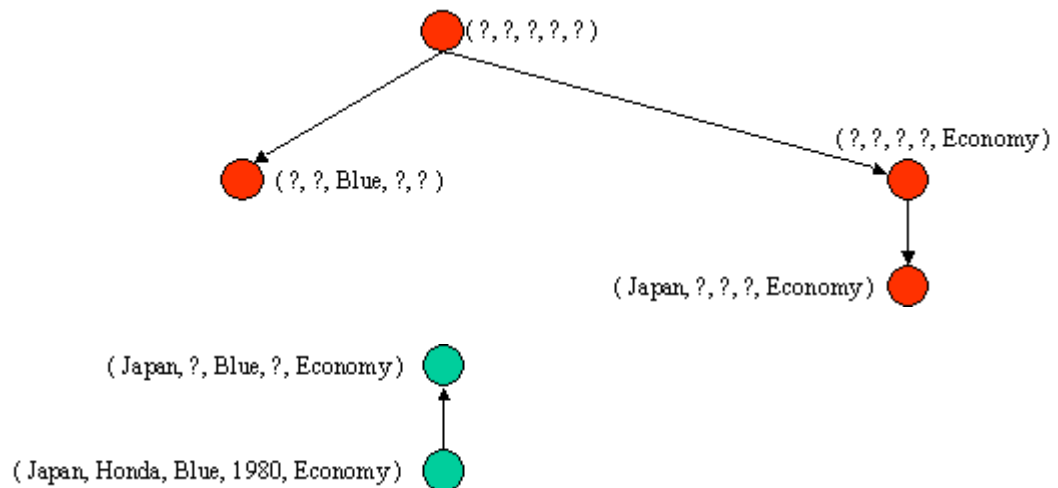 ( ?, ?, ?, ?, ? )
( ?, ?, ?, ?, Economy )
( ?, ?, Blue, ?, ? )
( Japan, ?, ?, ?, Economy )
( Japan, ?, Blue, ?, Economy )
( Japan, Honda, Blue, 1980, Economy )